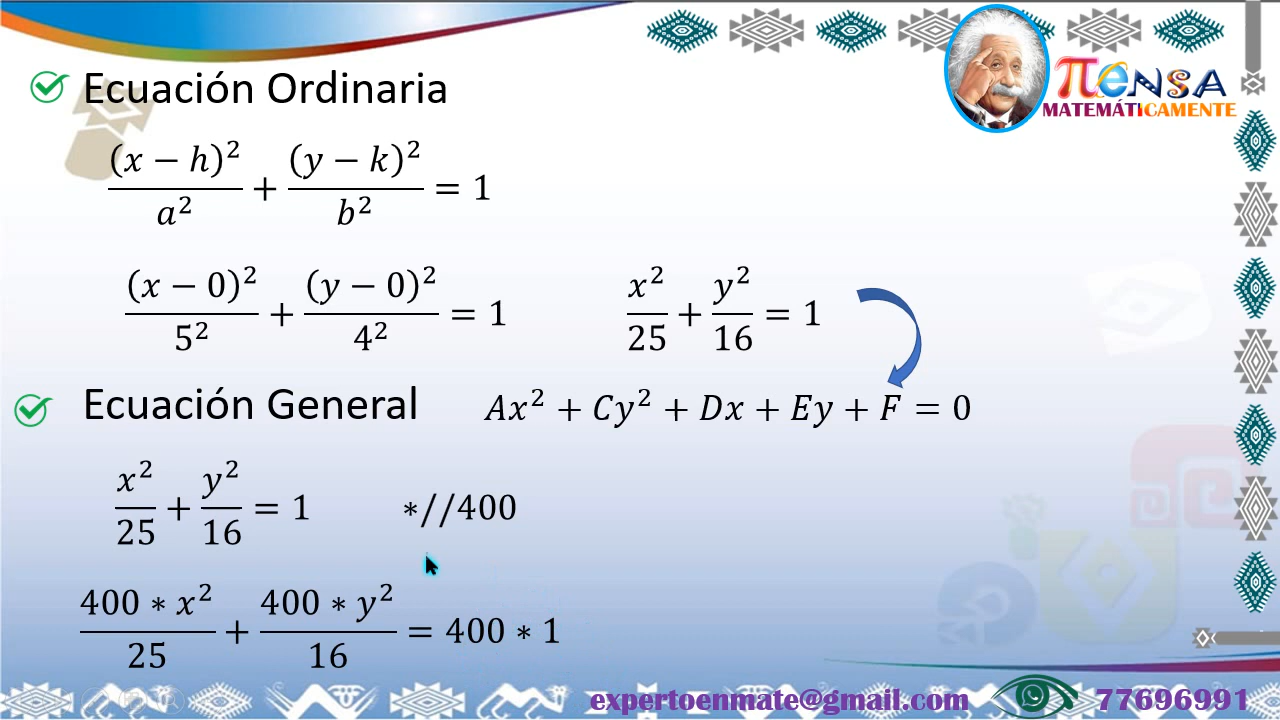 Ecuación Ordinaria
πENSA
MATEMÁTICAMENTE
(x − h)²/a² + (y − k)²/b² = 1
(x − 0)²/5² + (y − 0)²/4² = 1
x²/25 + y²/16 = 1
Ecuación General
Ax² + Cy² + Dx + Ey + F = 0
x²/25 + y²/16 = 1
∗//400
400 ∗ x²/25 + 400 ∗ y²/16 = 400 ∗ 1
expertoenmate@gmail.com
77696991